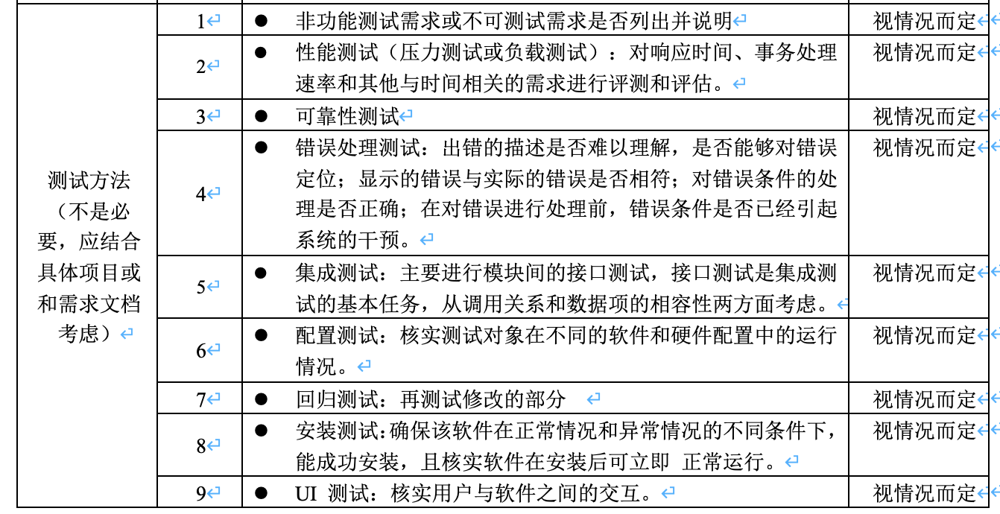 测试方法
（不是必
要，应结合
具体项目或
和需求文档
考虑）
1
● 非功能测试需求或不可测试需求是否列出并说明
视情况而定
2
● 性能测试（压力测试或负载测试）：对响应时间、事务处理
速率和其他与时间相关的需求进行评测和评估。
视情况而定
3
● 可靠性测试
视情况而定
4
● 错误处理测试：出错的描述是否难以理解，是否能够对错误
定位；显示的错误与实际的错误是否相符；对错误条件的处
理是否正确；在对错误进行处理前，错误条件是否已经引起
系统的干预。
视情况而定
5
● 集成测试：主要进行模块间的接口测试，接口测试是集成测
试的基本任务，从调用关系和数据项的相容性两方面考虑。
视情况而定
6
● 配置测试：核实测试对象在不同的软件和硬件配置中的运行
情况。
视情况而定
7
● 回归测试：再测试修改的部分
视情况而定
8
● 安装测试：确保该软件在正常情况和异常情况的不同条件下，
能成功安装，且核实软件在安装后可立即 正常运行。
视情况而定
9
● UI 测试：核实用户与软件之间的交互。
视情况而定